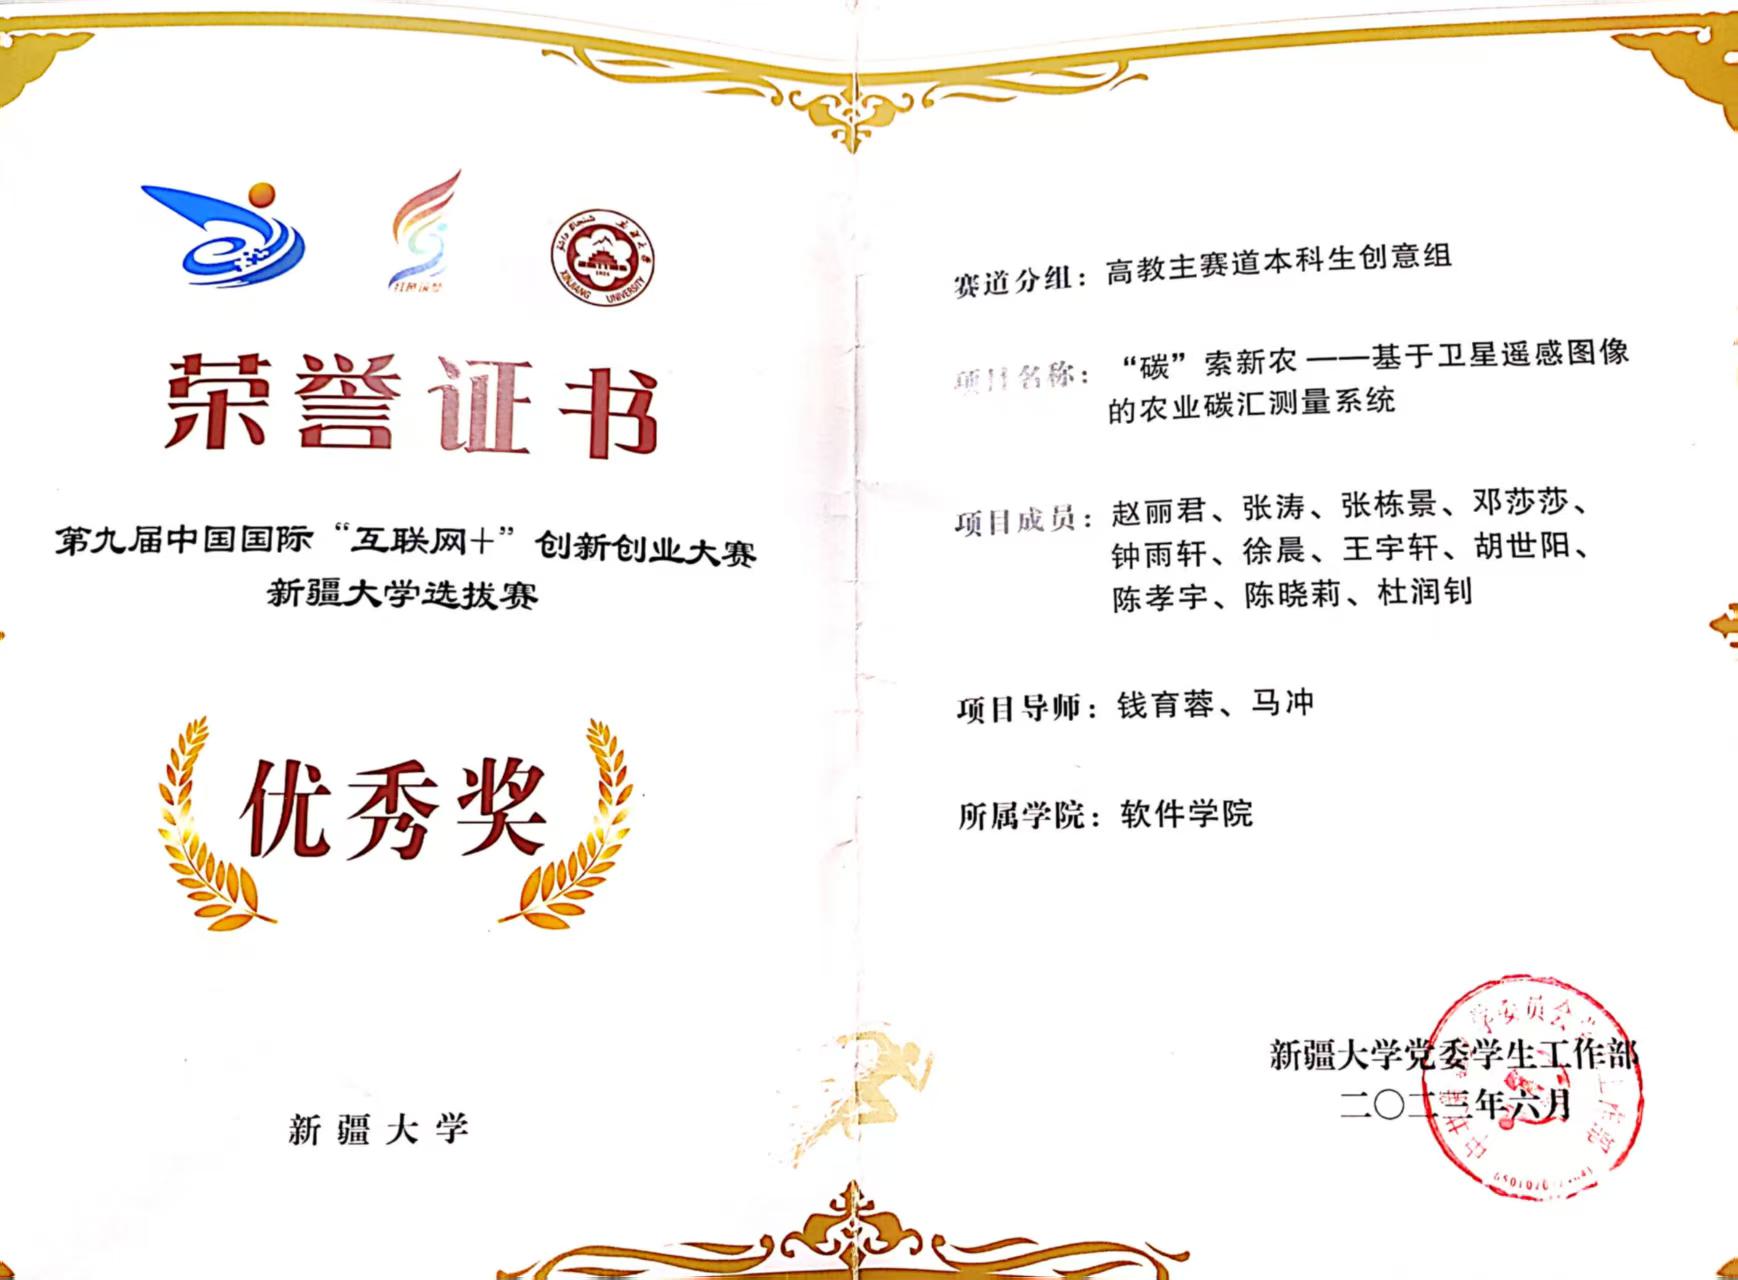 红色筑梦
XINJIANG UNIVERSITY
1924
荣誉证书
第九届中国国际“互联网+”创新创业大赛
新疆大学选拔赛
优秀奖
新疆大学
赛道分组：高教主赛道本科生创意组
项目名称：“碳”索新农——基于卫星遥感图像
的农业碳汇测量系统
项目成员：赵丽君、张涛、张栋景、邓莎莎、
钟雨轩、徐晨、王宇轩、胡世阳、
陈孝宇、陈晓莉、杜润钊
项目导师：钱育蓉、马冲
所属学院：软件学院
新疆大学党委学生工作部
二〇二三年六月